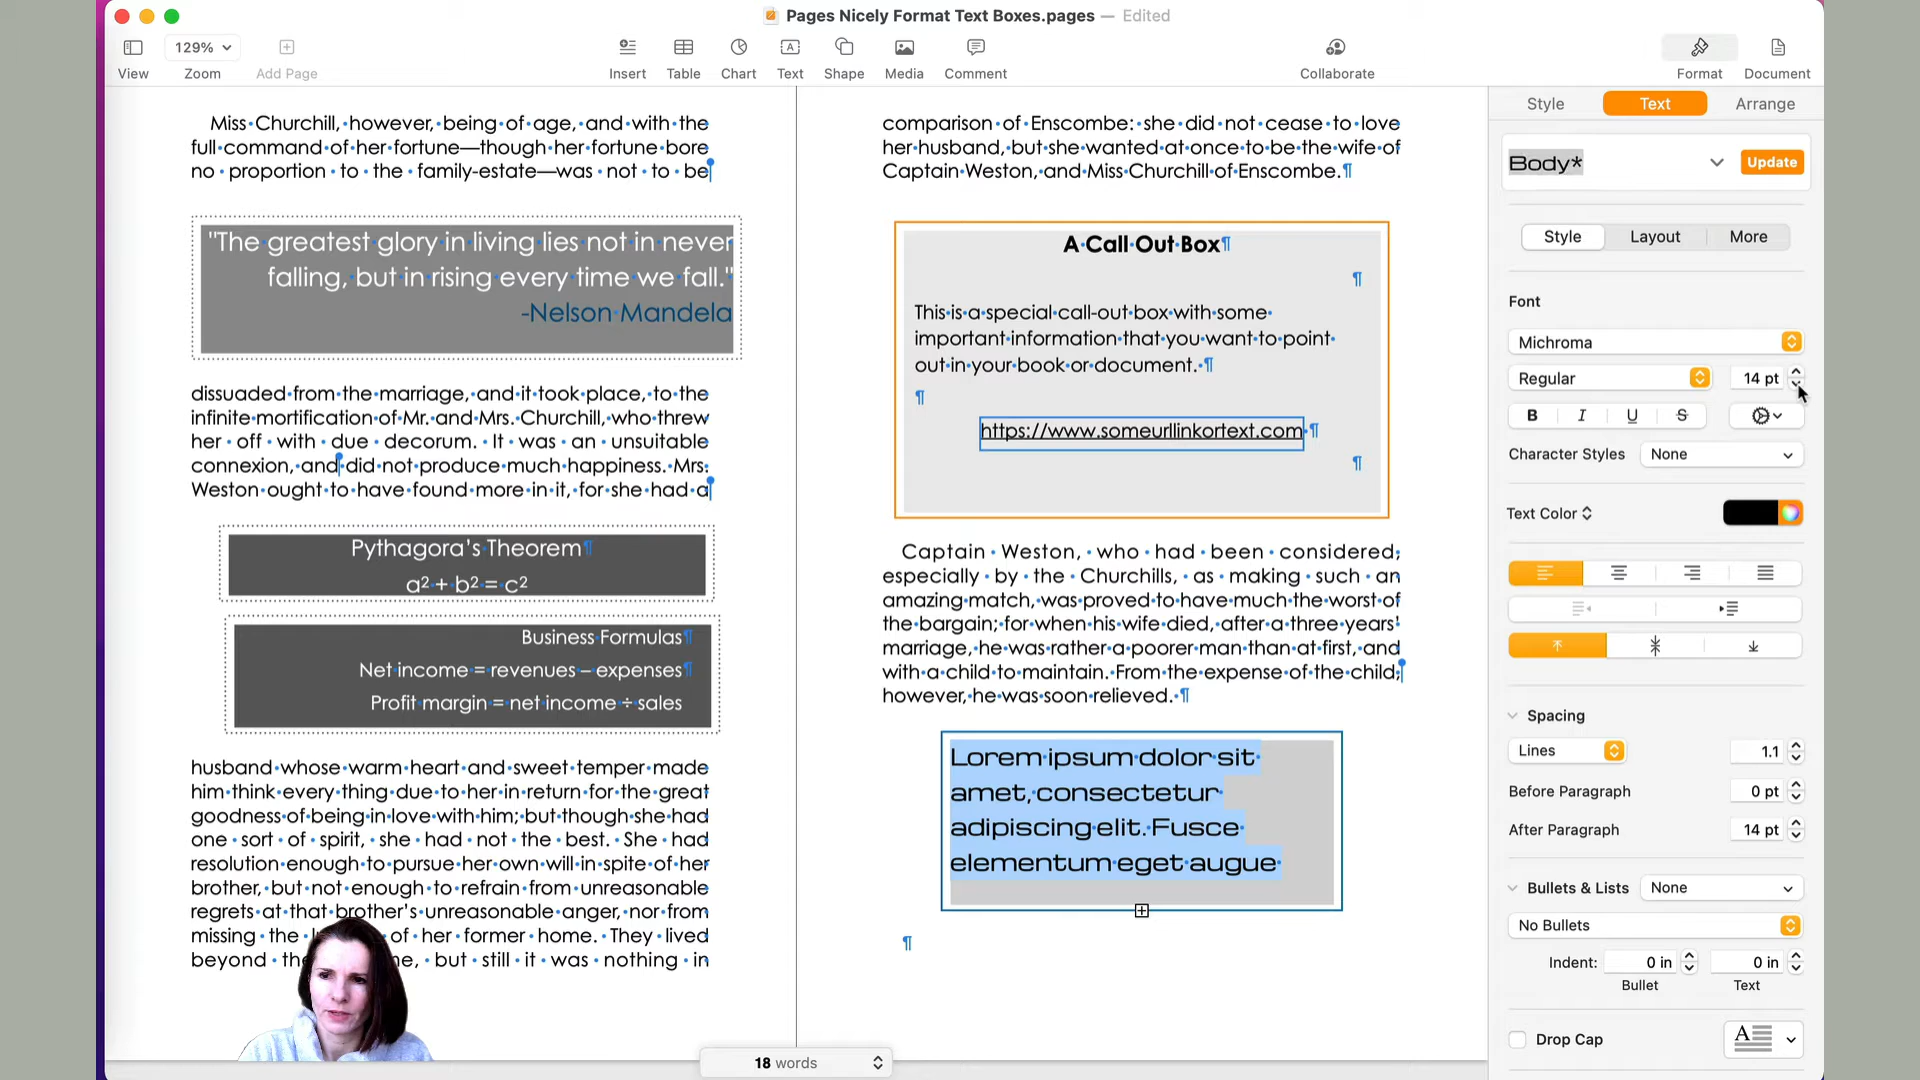 Pages Nicely Format Text Boxes.pages — Edited
129%
View
Zoom
Add Page
Insert
Table
Chart
Text
Shape
Media
Comment
Collaborate
Format
Document
Miss Churchill, however, being of age, and with the
full command of her fortune—though her fortune bore
no proportion to the family-estate—was not to be
"The greatest glory in living lies not in never
falling, but in rising every time we fall."
-Nelson Mandela
dissuaded from the marriage, and it took place, to the
infinite mortification of Mr. and Mrs. Churchill, who threw
her off with due decorum. It was an unsuitable
connexion, and did not produce much happiness. Mrs.
Weston ought to have found more in it, for she had a
Pythagora's Theorem¶
a² + b² = c²
Business Formulas¶
Net income = revenues – expenses¶
Profit margin = net income ÷ sales
husband whose warm heart and sweet temper made
him think every thing due to her in return for the great
goodness of being in love with him; but though she had
one sort of spirit, she had not the best. She had
resolution enough to pursue her own will in spite of her
brother, but not enough to refrain from unreasonable
regrets at that brother's unreasonable anger, nor from
missing the of her former home. They lived
beyond but still it was nothing in
comparison of Enscombe: she did not cease to love
her husband, but she wanted at once to be the wife of
Captain Weston, and Miss Churchill of Enscombe.¶
A Call Out Box¶
¶
This is a special call-out box with some
important information that you want to point
out in your book or document. ¶
¶
https://www.someurllinkortext.com ¶
¶
Captain Weston, who had been considered,
especially by the Churchills, as making such an
amazing match, was proved to have much the worst of
the bargain; for when his wife died, after a three years'
marriage, he was rather a poorer man than at first, and
with a child to maintain. From the expense of the child,
however, he was soon relieved. ¶
Lorem ipsum dolor sit
amet, consectetur
adipiscing elit. Fusce
elementum eget augue
¶
18 words
Style
Text
Arrange
Body*
Update
Style
Layout
More
Font
Michroma
Regular
14 pt
B
I
U
S
Character Styles
None
Text Color
Spacing
Lines
1.1
Before Paragraph
0 pt
After Paragraph
14 pt
Bullets & Lists
None
No Bullets
Indent:
0 in
0 in
Bullet
Text
Drop Cap
A